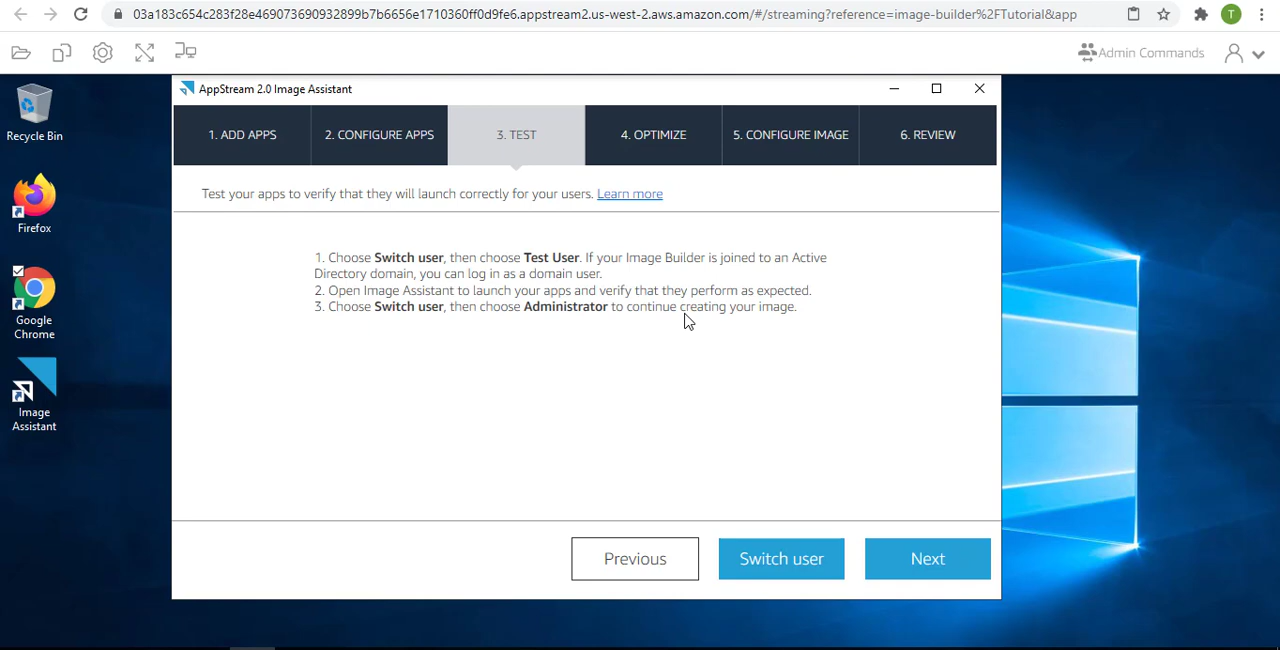 03a183c654c283f28e469073690932899b7b6656e1710360ff0d9fe6.appstream2.us-west-2.aws.amazon.com/#/streaming?reference=image-builder%2FTutorial&app
T
Admin Commands
AppStream 2.0 Image Assistant
Recycle Bin
1. ADD APPS
2. CONFIGURE APPS
3. TEST
4. OPTIMIZE
5. CONFIGURE IMAGE
6. REVIEW
Test your apps to verify that they will launch correctly for your users. Learn more
Firefox
1. Choose Switch user, then choose Test User. If your Image Builder is joined to an Active
Directory domain, you can log in as a domain user.
2. Open Image Assistant to launch your apps and verify that they perform as expected.
3. Choose Switch user, then choose Administrator to continue creating your image.
Google
Chrome
Image
Assistant
Previous
Switch user
Next